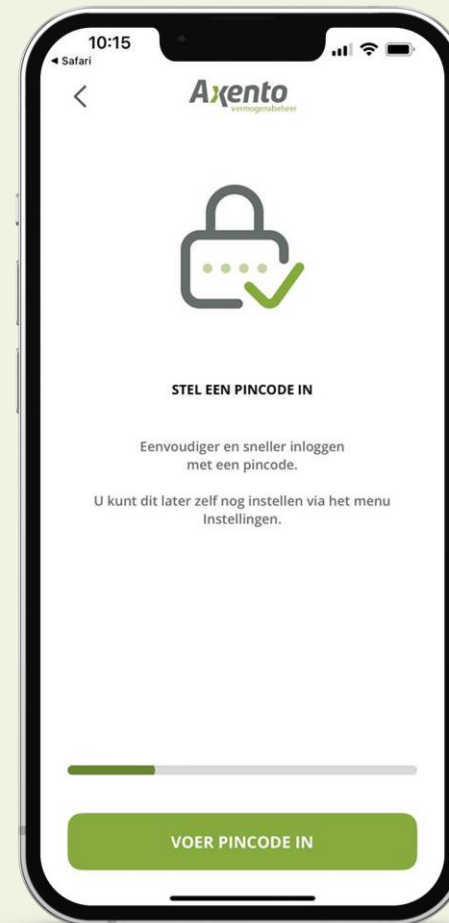 10:15
◀ Safari
Axento
vermogensbeheer
STEL EEN PINCODE IN
Eenvoudiger en sneller inloggen
met een pincode.
U kunt dit later zelf nog instellen via het menu
Instellingen.
VOER PINCODE IN